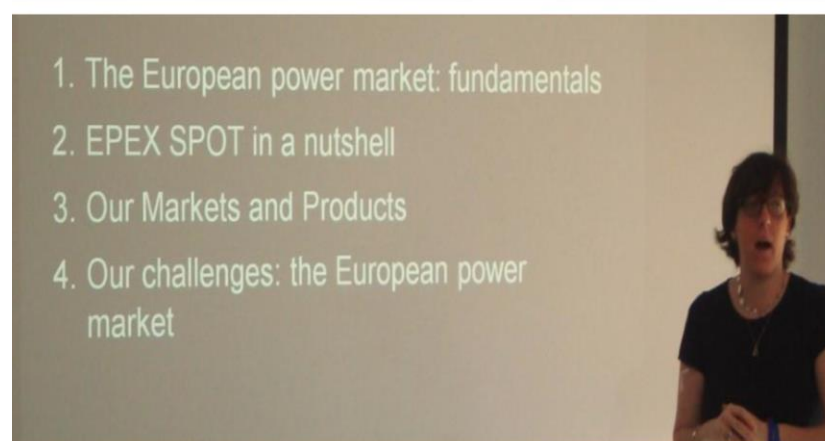 1. The European power market: fundamentals
2. EPEX SPOT in a nutshell
3. Our Markets and Products
4. Our challenges: the European power
market